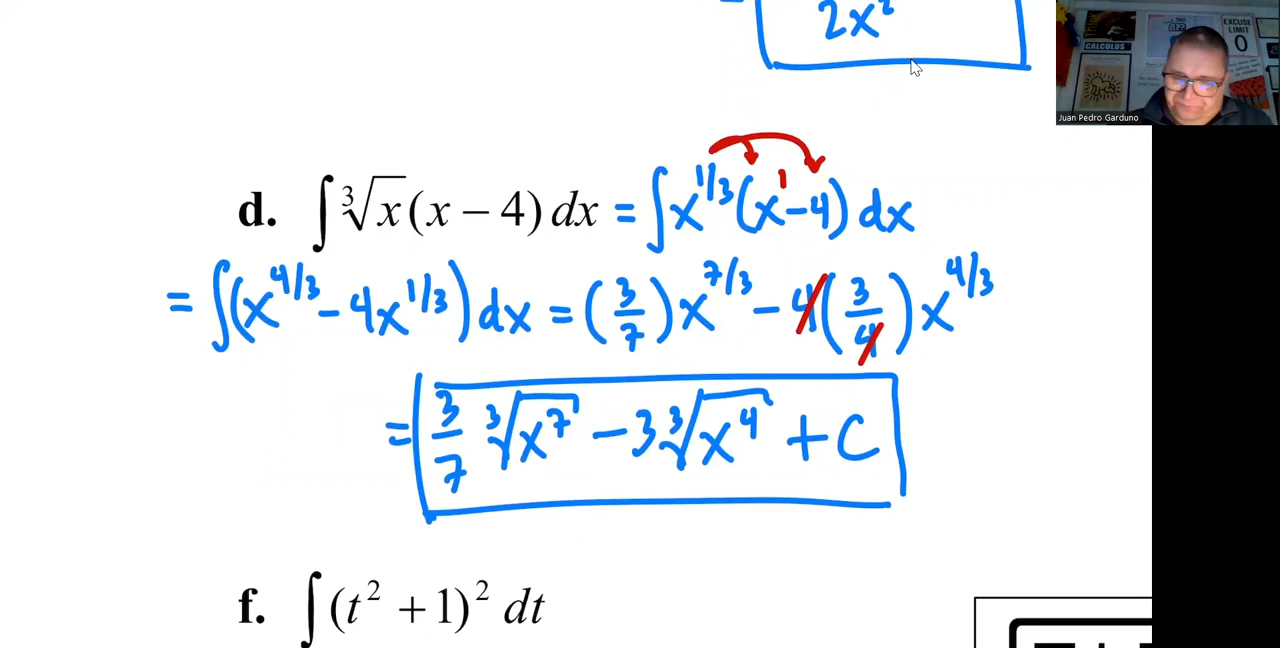 2x²
CALCULUS
EXCUSE
LIMIT
0
Juan Pedro Garduno
d. ∫ ∛x (x − 4) dx = ∫ x^{1/3} (x^1 − 4) dx
= ∫ (x^{4/3} − 4x^{1/3}) dx = (3/7) x^{7/3} − 4 (3/4) x^{4/3}
= 3/7 ∛x⁷ − 3 ∛x⁴ + C
f. ∫ (t² + 1)² dt